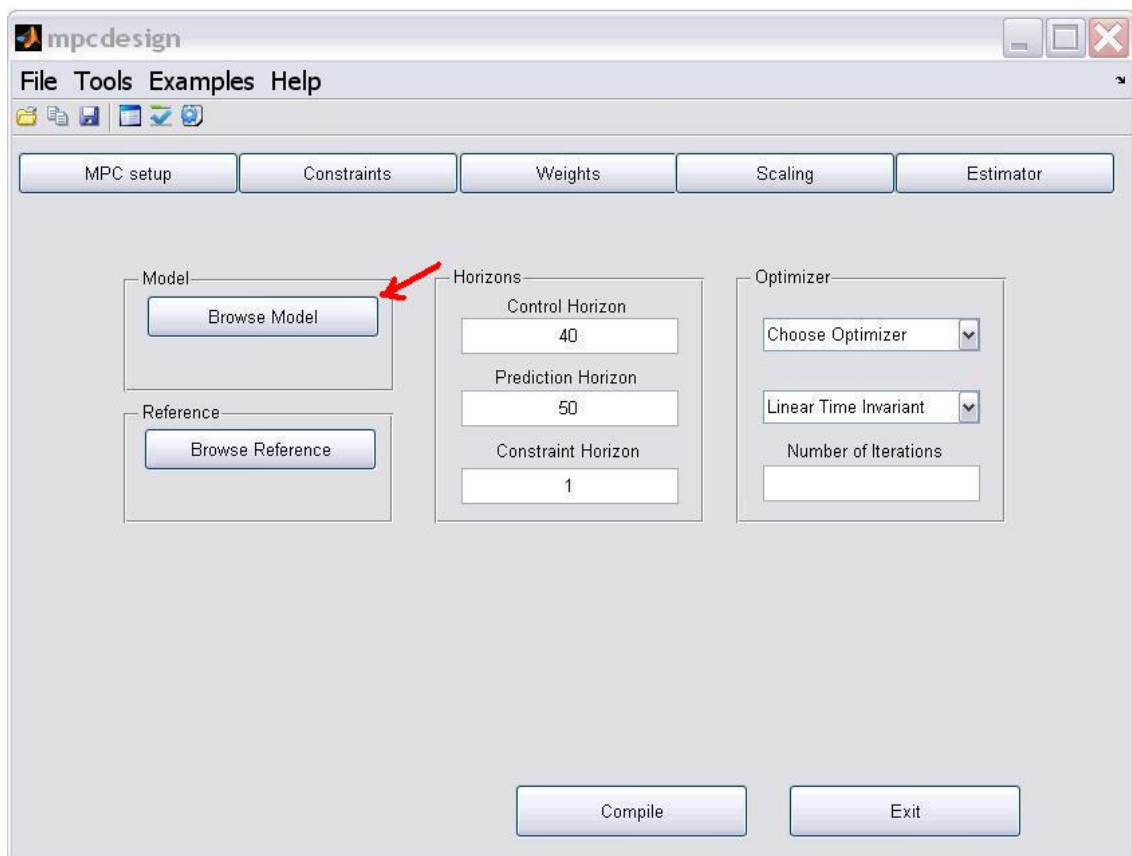 mpcdesign
File Tools Examples Help
MPC setup Constraints Weights Scaling Estimator
Model
Browse Model
Reference
Browse Reference
Horizons
Control Horizon
40
Prediction Horizon
50
Constraint Horizon
1
Optimizer
Choose Optimizer
Linear Time Invariant
Number of Iterations
Compile Exit